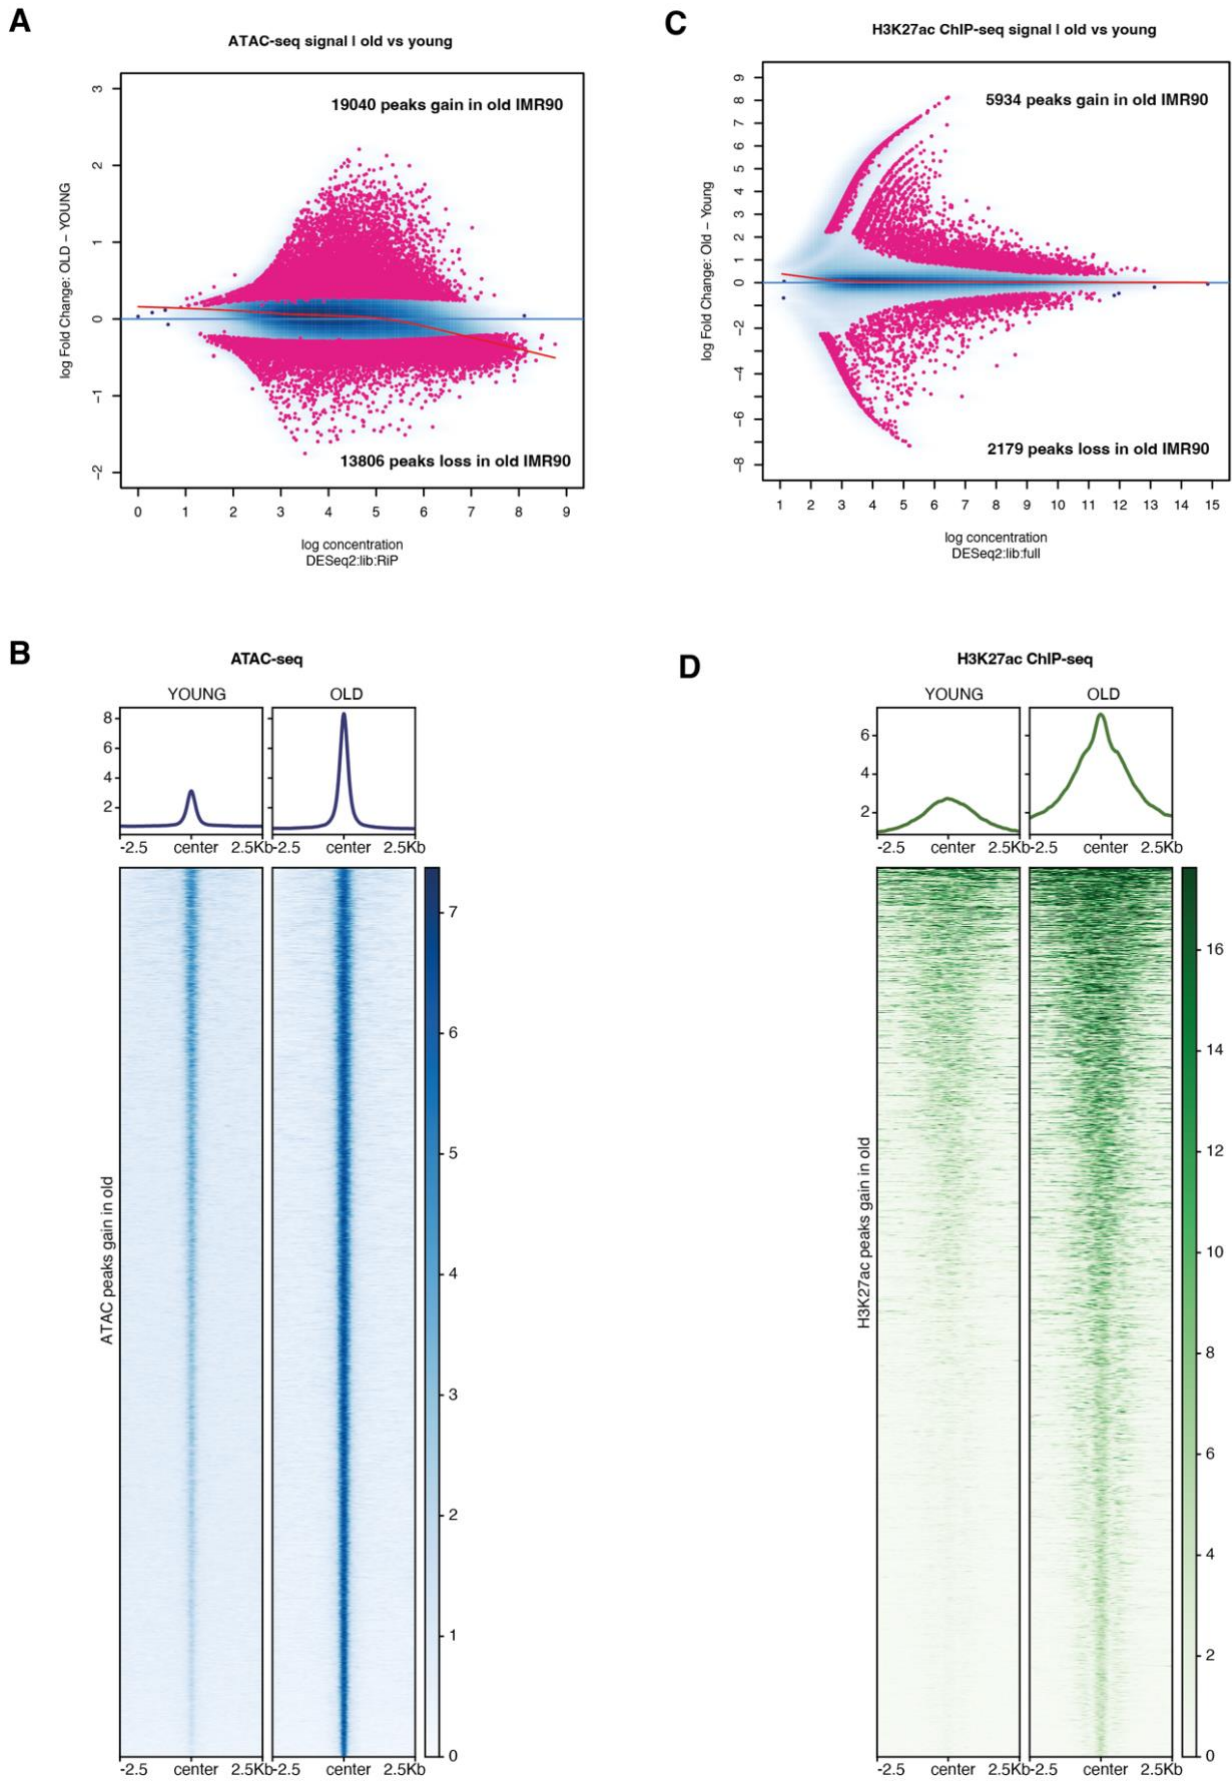 A
ATAC-seq signal | old vs young
19040 peaks gain in old IMR90
13806 peaks loss in old IMR90
log Fold Change: OLD – YOUNG
3
2
1
0
−1
−2
0 1 2 3 4 5 6 7 8 9
log concentration
DESeq2:lib:RiP
C
H3K27ac ChIP-seq signal | old vs young
5934 peaks gain in old IMR90
2179 peaks loss in old IMR90
log Fold Change: Old – Young
9
8
7
6
5
4
3
2
1
0
−2
−4
−6
−8
1 2 3 4 5 6 7 8 9 10 11 12 13 14 15
log concentration
DESeq2:lib:full
B
ATAC-seq
YOUNG OLD
8
6
4
2
-2.5 center 2.5Kb -2.5 center 2.5Kb
ATAC peaks gain in old
7
6
5
4
3
2
1
0
-2.5 center 2.5Kb -2.5 center 2.5Kb
D
H3K27ac ChIP-seq
YOUNG OLD
6
4
2
-2.5 center 2.5Kb -2.5 center 2.5Kb
H3K27ac peaks gain in old
16
14
12
10
8
6
4
2
0
-2.5 center 2.5Kb -2.5 center 2.5Kb